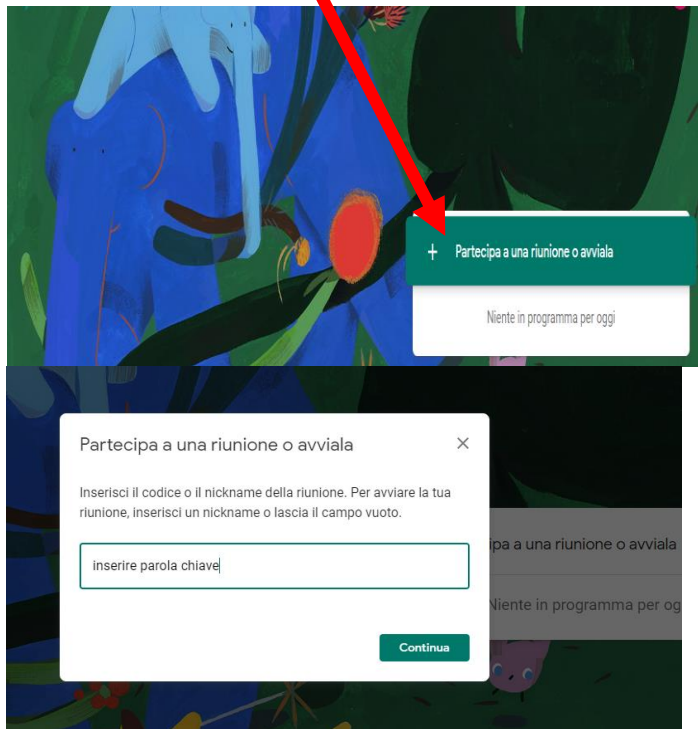 + Partecipa a una riunione o avviala
Niente in programma per oggi
Partecipa a una riunione o avviala
Inserisci il codice o il nickname della riunione. Per avviare la tua
riunione, inserisci un nickname o lascia il campo vuoto.
inserire parola chiave
Continua
ipa a una riunione o avviala
Niente in programma per og